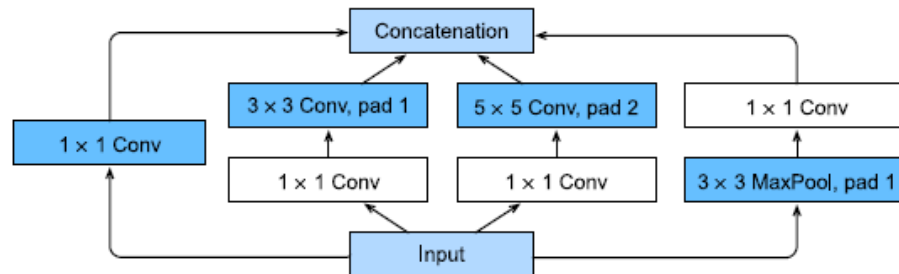 Concatenation
3 × 3 Conv, pad 1
5 × 5 Conv, pad 2
1 × 1 Conv
1 × 1 Conv
1 × 1 Conv
1 × 1 Conv
3 × 3 MaxPool, pad 1
Input